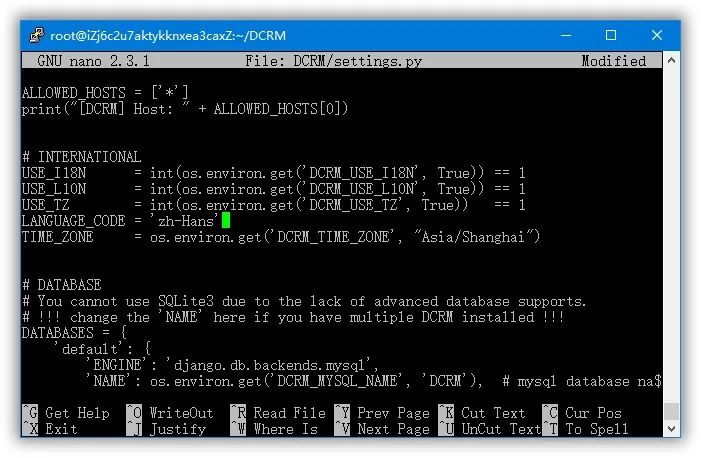 root@iZj6c2u7aktykknxea3caxZ:~/DCRM
GNU nano 2.3.1 File: DCRM/settings.py Modified
ALLOWED_HOSTS = ['*']
print("[DCRM] Host: " + ALLOWED_HOSTS[0])
# INTERNATIONAL
USE_I18N = int(os.environ.get('DCRM_USE_I18N', True)) == 1
USE_L10N = int(os.environ.get('DCRM_USE_L10N', True)) == 1
USE_TZ = int(os.environ.get('DCRM_USE_TZ', True)) == 1
LANGUAGE_CODE = 'zh-Hans'
TIME_ZONE = os.environ.get('DCRM_TIME_ZONE', "Asia/Shanghai")
# DATABASE
# You cannot use SQLite3 due to the lack of advanced database supports.
# !!! change the 'NAME' here if you have multiple DCRM installed !!!
DATABASES = {
'default': {
'ENGINE': 'django.db.backends.mysql',
'NAME': os.environ.get('DCRM_MYSQL_NAME', 'DCRM'), # mysql database na$
^G Get Help ^O WriteOut ^R Read File ^Y Prev Page ^K Cut Text ^C Cur Pos
^X Exit ^J Justify ^W Where Is ^V Next Page ^U UnCut Text ^T To Spell